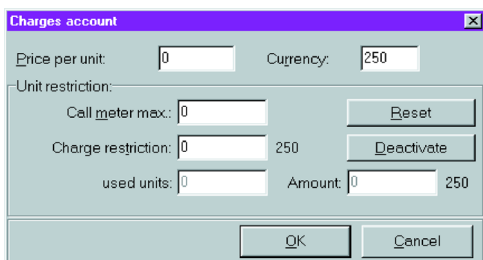 Charges account
Price per unit: 0 Currency: 250
Unit restriction:
Call meter max.: 0 Reset
Charge restriction: 0 250 Deactivate
used units: 0 Amount: 0 250
OK Cancel